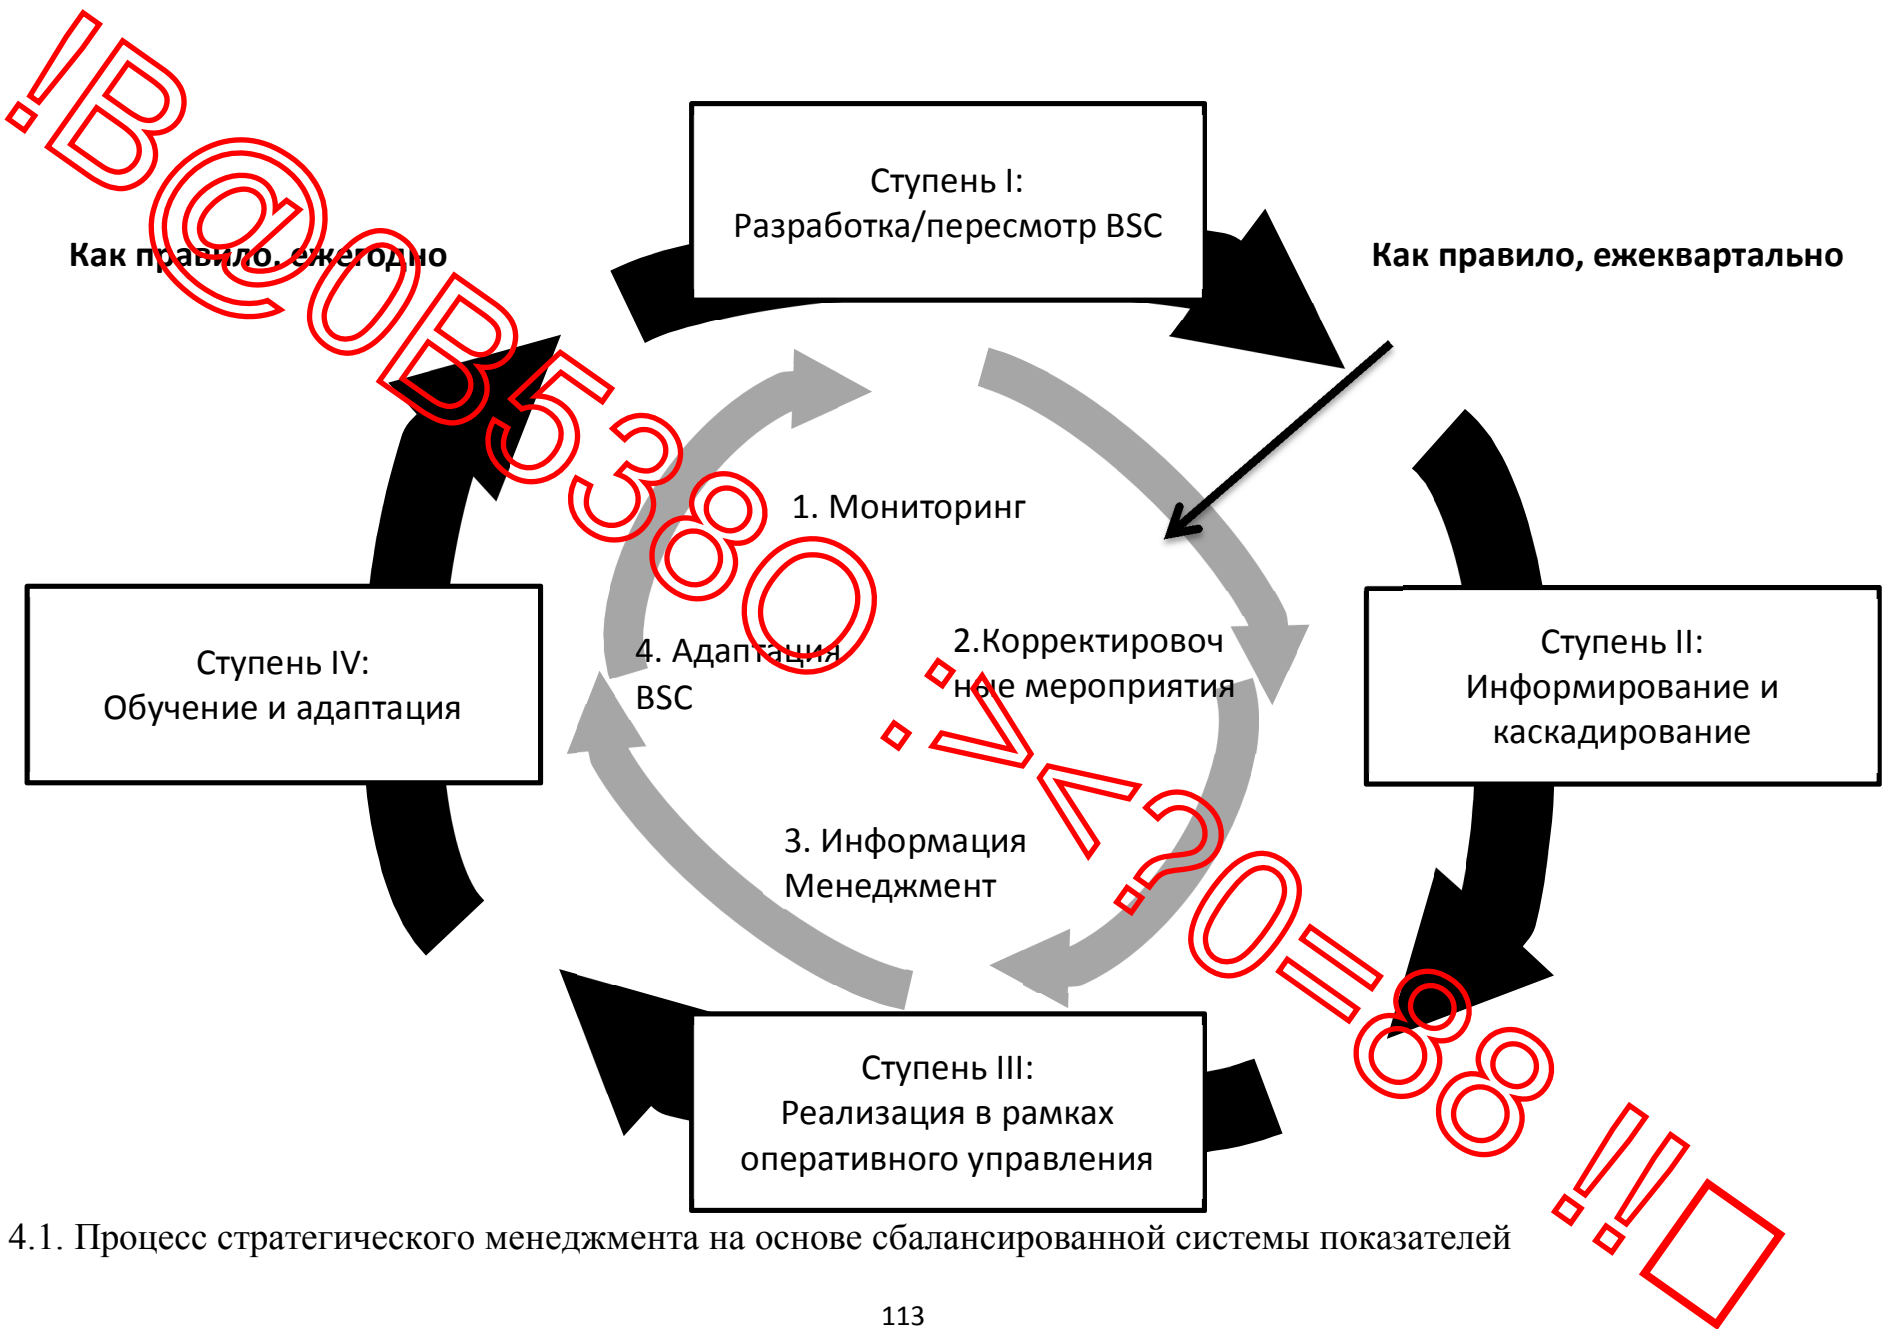 Ступень I:
Разработка/пересмотр BSC
Как правило, ежегодно
Как правило, ежеквартально
1. Мониторинг
2.Корректировоч
ные мероприятия
3. Информация
Менеджмент
4. Адаптация
BSC
Ступень IV:
Обучение и адаптация
Ступень II:
Информирование и
каскадирование
Ступень III:
Реализация в рамках
оперативного управления
4.1. Процесс стратегического менеджмента на основе сбалансированной системы показателей
113
!B@0B5380
:><?0=88 !!□